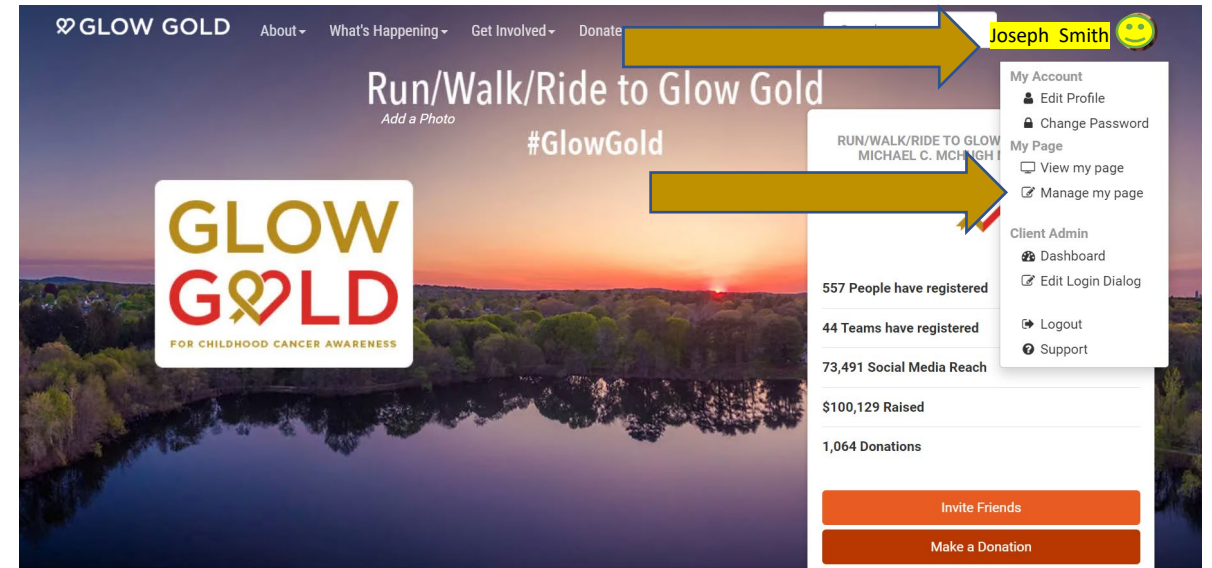 GLOW GOLD
About
What's Happening
Get Involved
Donate
Joseph Smith
Run/Walk/Ride to Glow Gold
Add a Photo
#GlowGold
GLOW
GOLD
FOR CHILDHOOD CANCER AWARENESS
My Account
Edit Profile
Change Password
My Page
View my page
Manage my page
Client Admin
Dashboard
Edit Login Dialog
Logout
Support
RUN/WALK/RIDE TO GLOW
MICHAEL C. MCHUGH
557 People have registered
44 Teams have registered
73,491 Social Media Reach
$100,129 Raised
1,064 Donations
Invite Friends
Make a Donation